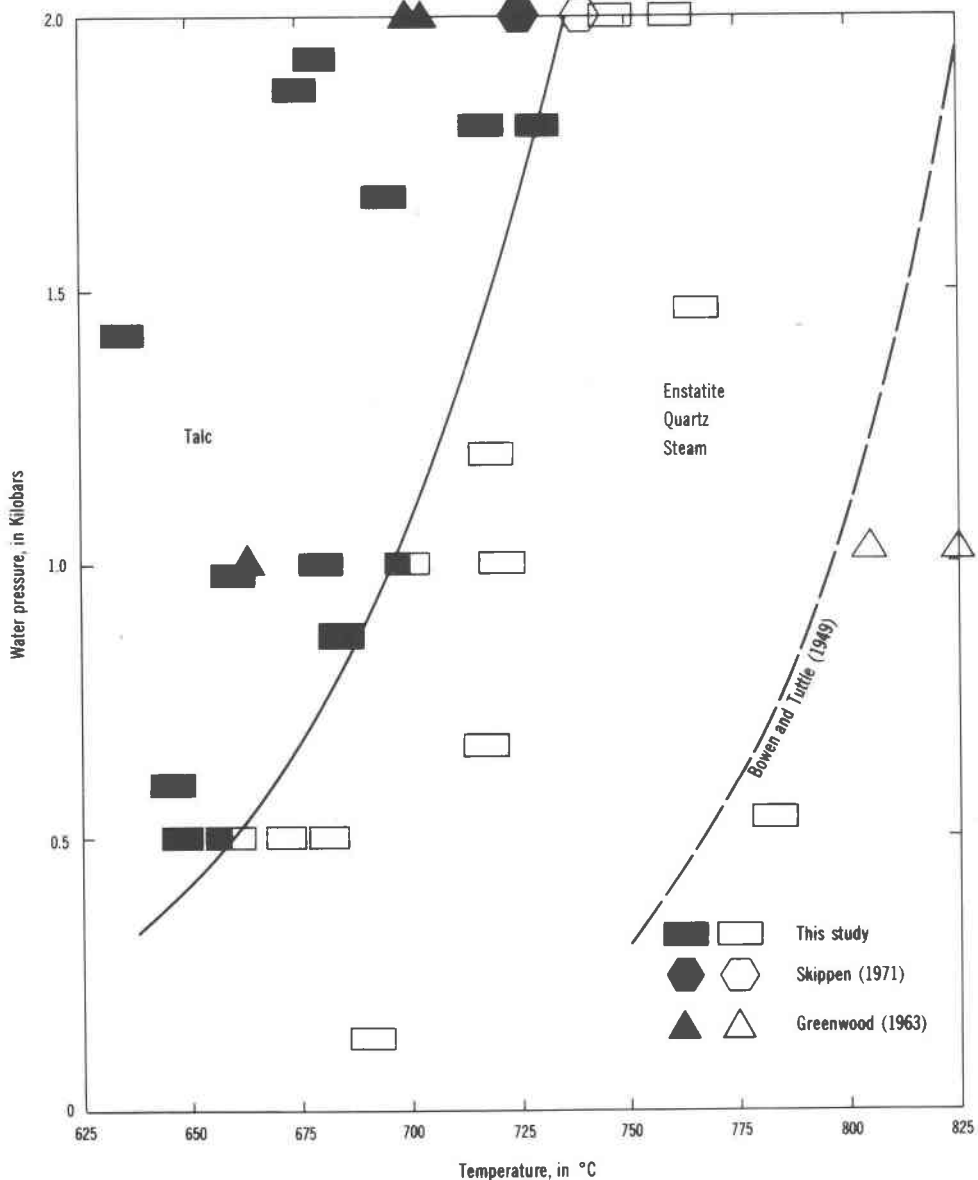 2.0
1.5
1.0
0.5
0
Water pressure, in Kilobars
Talc
Enstatite
Quartz
Steam
Bowen and Tuttle (1949)
This study
Skippen (1971)
Greenwood (1963)
625
650
675
700
725
750
775
800
825
Temperature, in °C